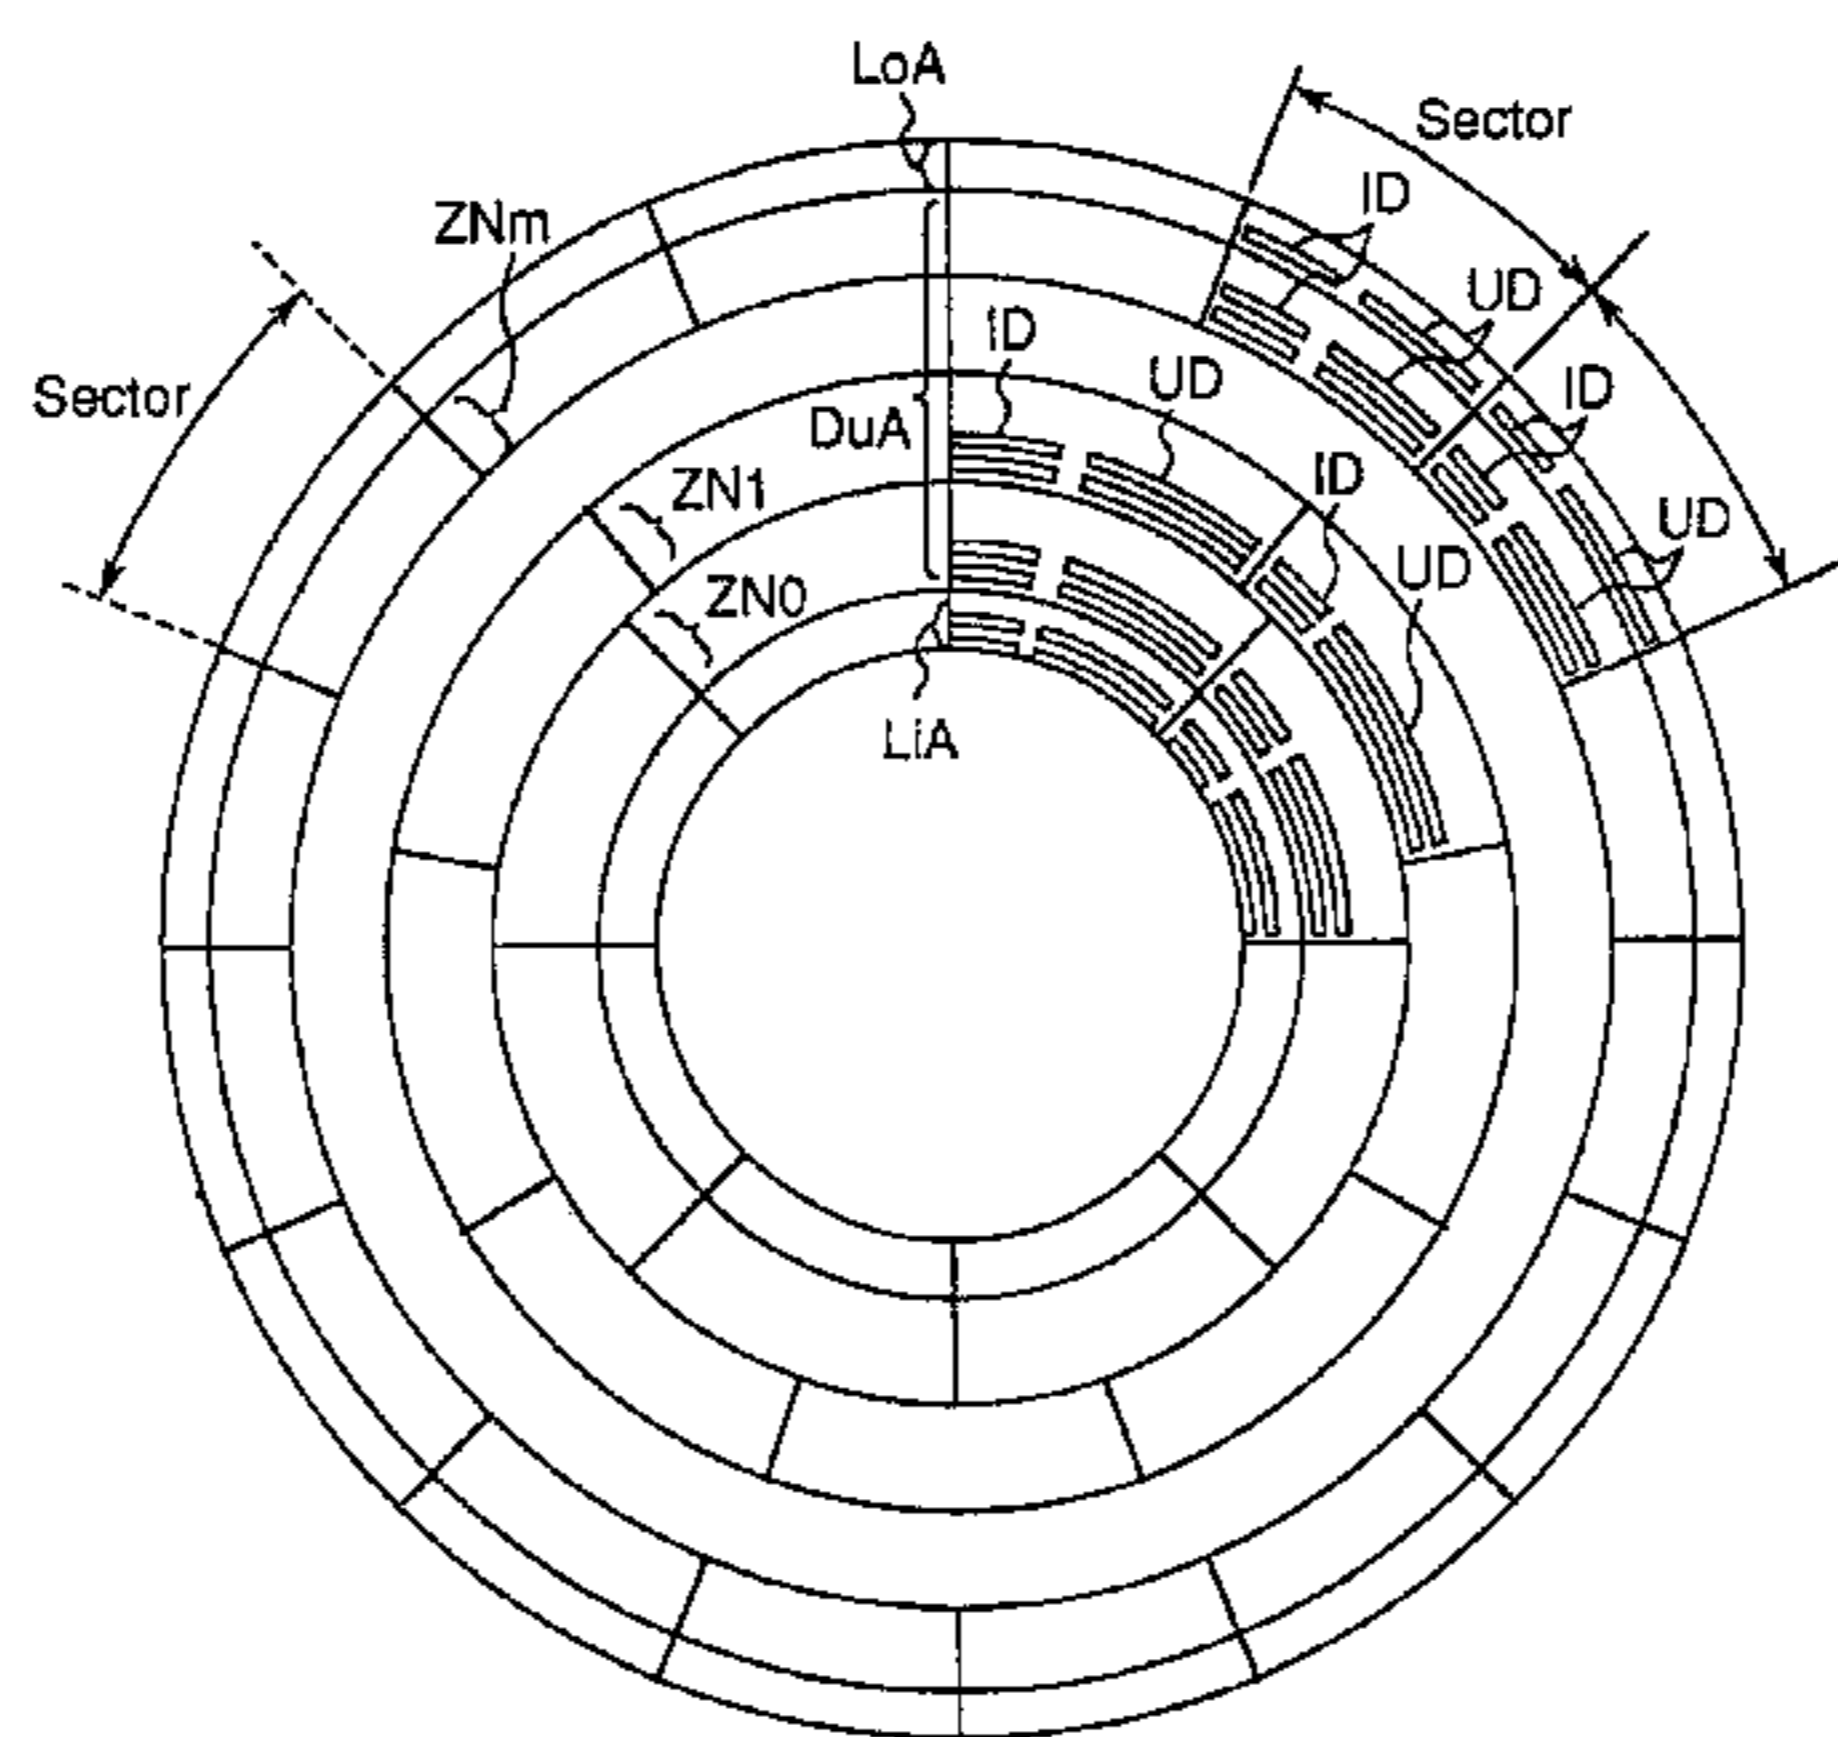 LoA
Sector
ID
ZNm
UD
ID
UD
ID
Sector
DuA
ID
ZN1
UD
UD
ZN0
LiA